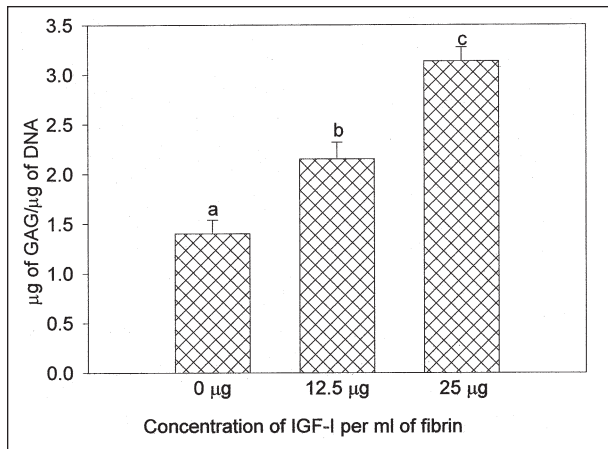 3.5
3.0
2.5
2.0
1.5
1.0
0.5
0.0
μg of GAG/μg of DNA
a
b
c
0 μg
12.5 μg
25 μg
Concentration of IGF-I per ml of fibrin